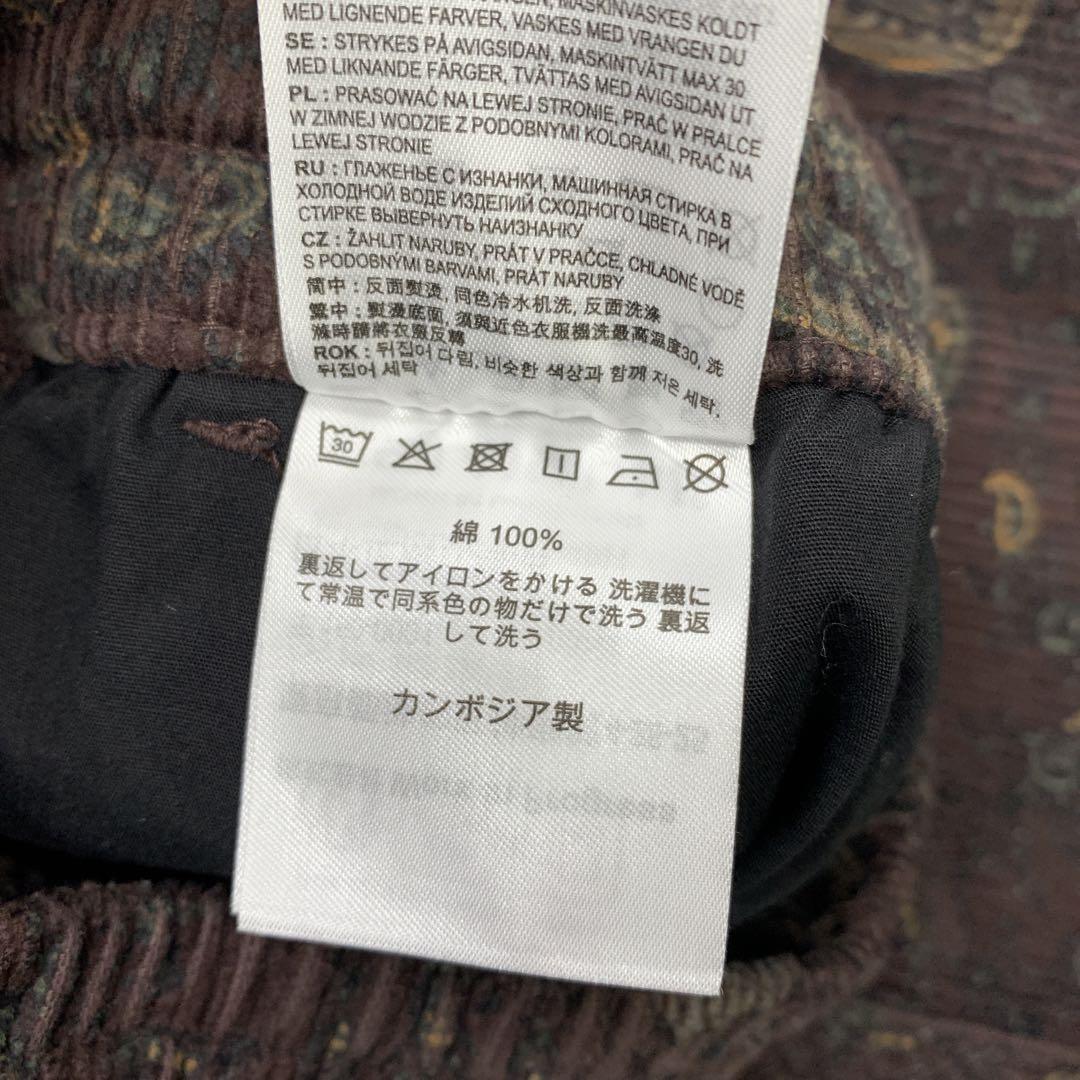 MASKINVASKES KOLDT
MED LIGNENDE FARVER, VASKES MED VRANGEN DU
SE : STRYKES PÅ AVIGSIDAN, MASKINTVÄTT MAX 30
MED LIKNANDE FÄRGER, TVÄTTAS MED AVIGSIDAN UT
PL : PRASOWAĆ NA LEWEJ STRONIE, PRAĆ W PRALCE
W ZIMNEJ WODZIE Z PODOBNYMI KOLORAMI, PRAĆ NA
LEWEJ STRONIE
RU : ГЛАЖЕНЬЕ С ИЗНАНКИ, МАШИННАЯ СТИРКА В
ХОЛОДНОЙ ВОДЕ ИЗДЕЛИЙ СХОДНОГО ЦВЕТА, ПРИ
СТИРКЕ ВЫВЕРНУТЬ НАИЗНАНКУ
CZ : ŽAHLIT NARUBY, PRÁT V PRAČCE, CHLADNÉ VODĚ
S PODOBNÝMI BARVAMI, PRÁT NARUBY
简中 : 反面熨烫, 同色冷水机洗, 反面洗涤
繁中 : 熨燙底面, 須與近色衣服機洗最高溫度30, 洗
滌時請將衣服反轉
ROK : 뒤집어 다림, 비슷한 색상과 함께 저온 세탁,
뒤집어 세탁
30
綿 100%
裏返してアイロンをかける 洗濯機に
て常温で同系色の物だけで洗う 裏返
して洗う
カンボジア製